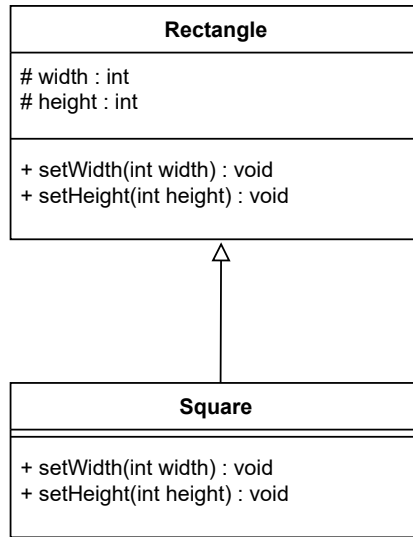 Rectangle
# width : int
# height : int
+ setWidth(int width) : void
+ setHeight(int height) : void
Square
+ setWidth(int width) : void
+ setHeight(int height) : void